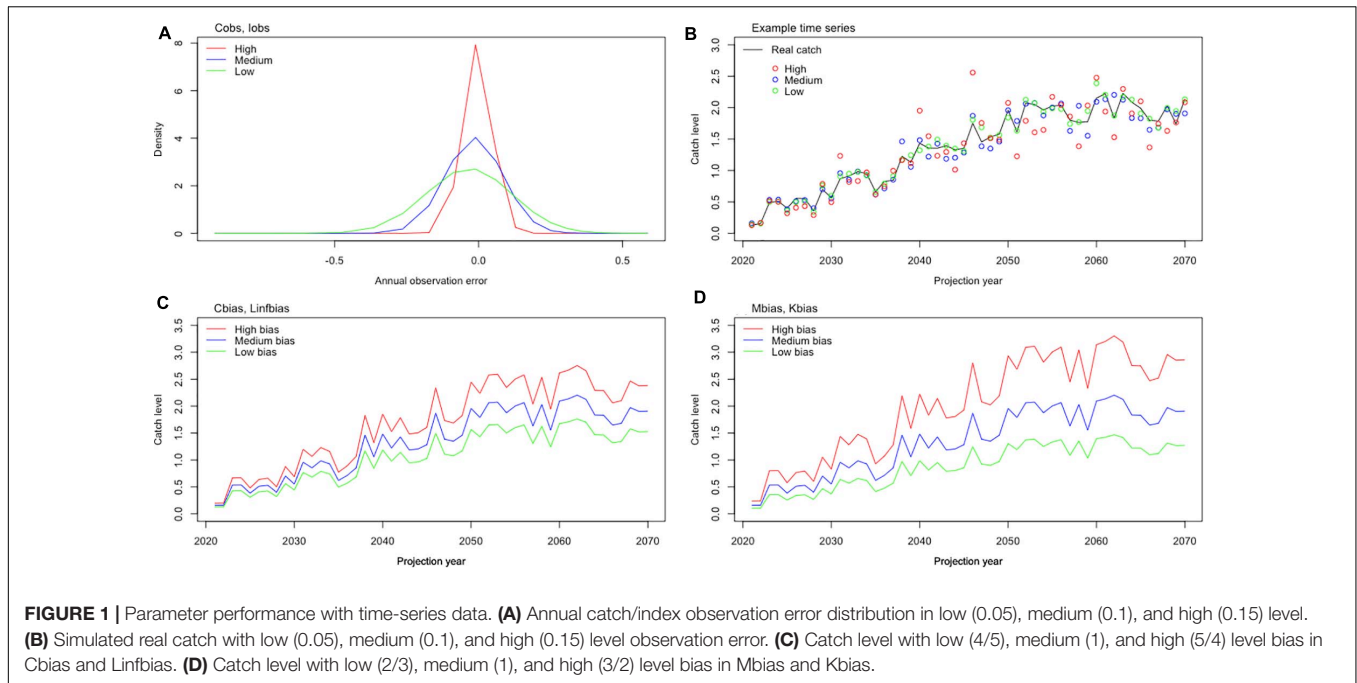 A
Cobs, Iobs
High
Medium
Low
Density
0
2
4
6
8
-0.5
0.0
0.5
Annual observation error
B
Example time series
Real catch
High
Medium
Low
Catch level
0.0
0.5
1.0
1.5
2.0
2.5
3.0
2020
2030
2040
2050
2060
2070
Projection year
C
Cbias, Linfbias
High bias
Medium bias
Low bias
Catch level
0.0
0.5
1.0
1.5
2.0
2.5
3.0
3.5
2020
2030
2040
2050
2060
2070
Projection year
D
Mbias, Kbias
High bias
Medium bias
Low bias
Catch level
0.0
0.5
1.0
1.5
2.0
2.5
3.0
3.5
2020
2030
2040
2050
2060
2070
Projection year
FIGURE 1 | Parameter performance with time-series data. (A) Annual catch/index observation error distribution in low (0.05), medium (0.1), and high (0.15) level.
(B) Simulated real catch with low (0.05), medium (0.1), and high (0.15) level observation error. (C) Catch level with low (4/5), medium (1), and high (5/4) level bias in
Cbias and Linfbias. (D) Catch level with low (2/3), medium (1), and high (3/2) level bias in Mbias and Kbias.